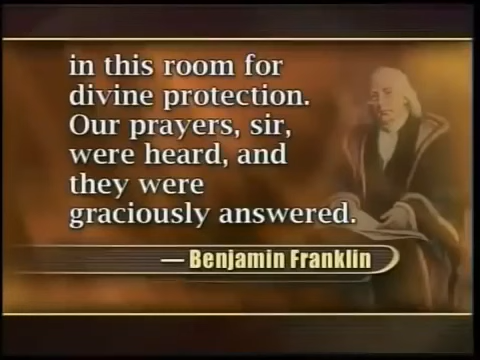 in this room for
divine protection.
Our prayers, sir,
were heard, and
they were
graciously answered.
— Benjamin Franklin